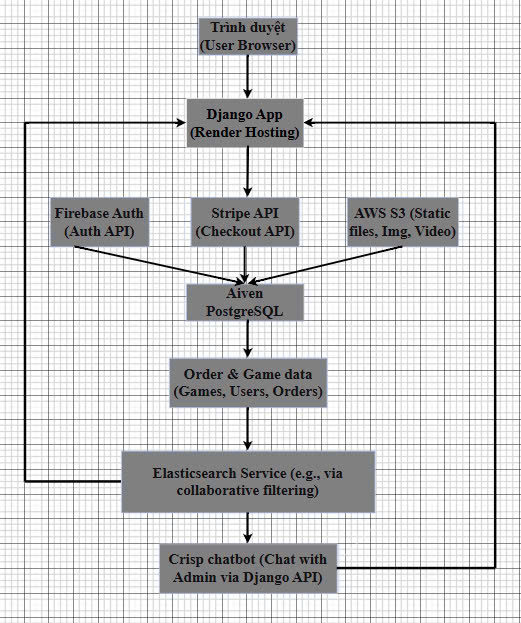 Trình duyệt
(User Browser)
Django App
(Render Hosting)
Firebase Auth
(Auth API)
Stripe API
(Checkout API)
AWS S3 (Static
files, Img, Video)
Aiven
PostgreSQL
Order & Game data
(Games, Users, Orders)
Elasticsearch Service (e.g., via
collaborative filtering)
Crisp chatbot (Chat with
Admin via Django API)